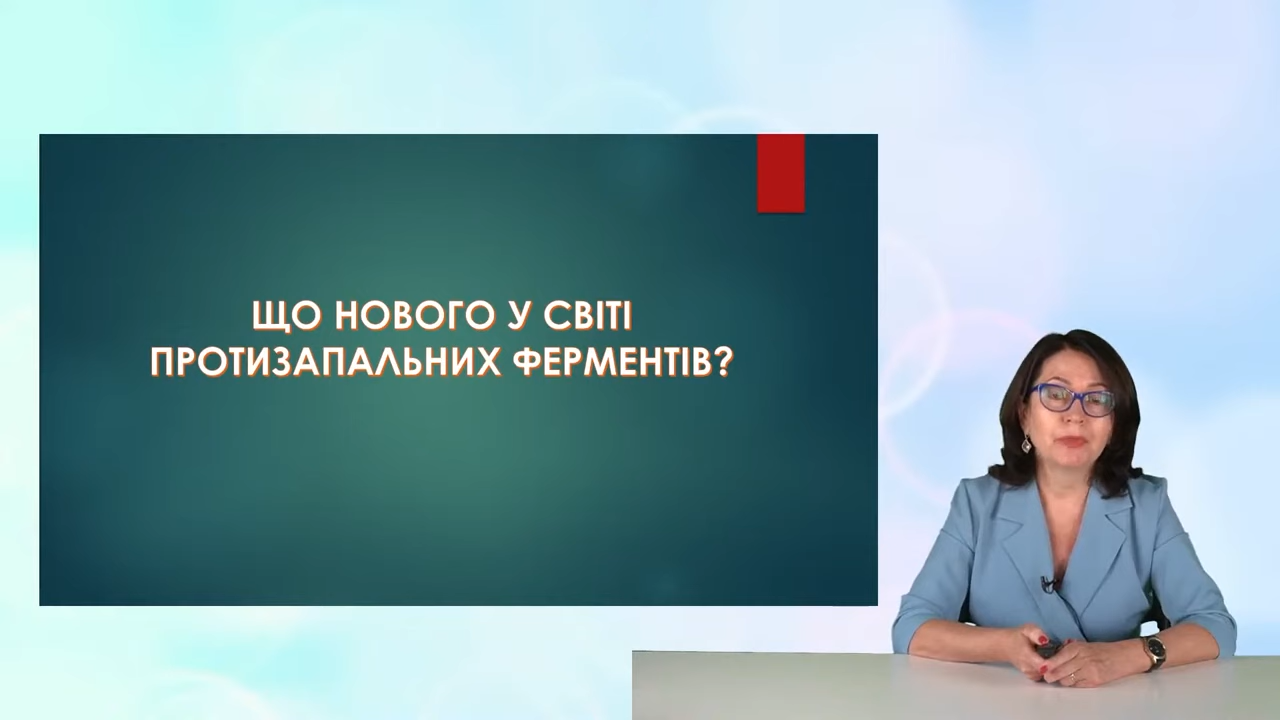 ЩО НОВОГО У СВІТІ
ПРОТИЗАПАЛЬНИХ ФЕРМЕНТІВ?